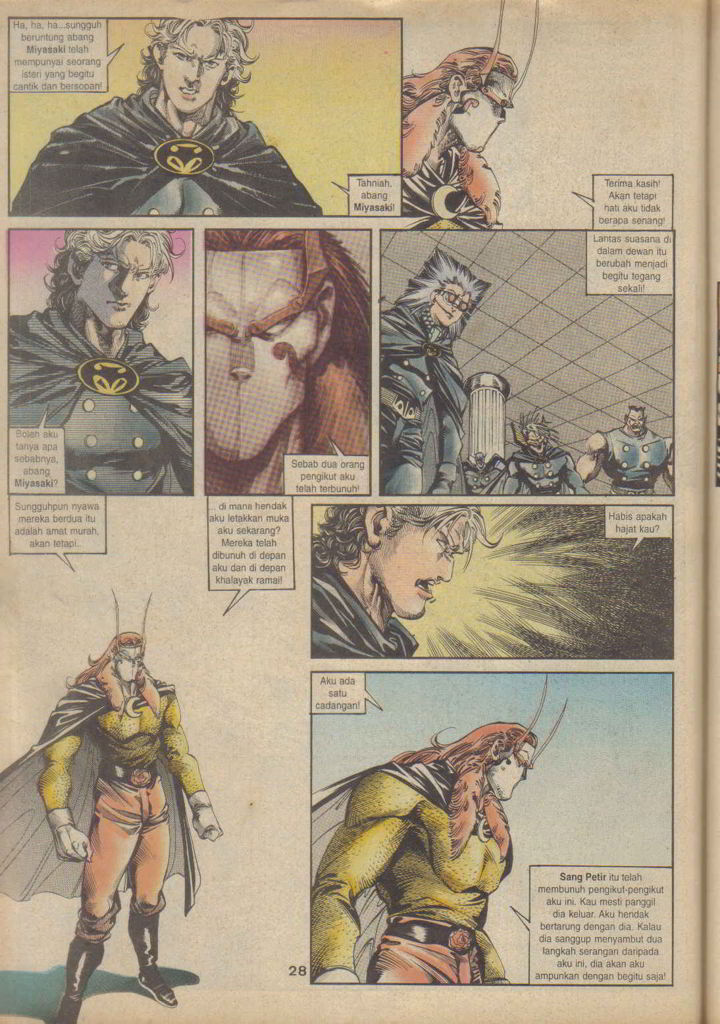 Ha, ha, ha...sungguh
beruntung abang
Miyasaki telah
mempunyai seorang
isteri yang begitu
cantik dan bersopan!
Tahniah.
abang
Miyasaki!
Terima kasih!
Akan tetapi
hati aku tidak
berapa senang!
Boleh aku
tanya apa
sebabnya,
abang
Miyasaki?
Sebab dua orang
pengikut aku
telah terbunuh!
Lantas suasana di
dalam dewan itu
berubah menjadi
begitu tegang
sekali!
Sungguhpun nyawa
mereka berdua itu
adalah amat murah,
akan tetapi..
... di mana hendak
aku letakkan muka
aku sekarang?
Mereka telah
dibunuh di depan
aku dan di depan
khalayak ramai!
Habis apakah
hajat kau?
Aku ada
satu
cadangan!
Sang Petir itu telah
membunuh pengikut-pengikut
aku ini. Kau mesti panggil
dia keluar. Aku hendak
bertarung dengan dia. Kalau
dia sanggup menyambut dua
langkah serangan daripada
aku ini, dia akan aku
ampunkan dengan begitu saja!
28